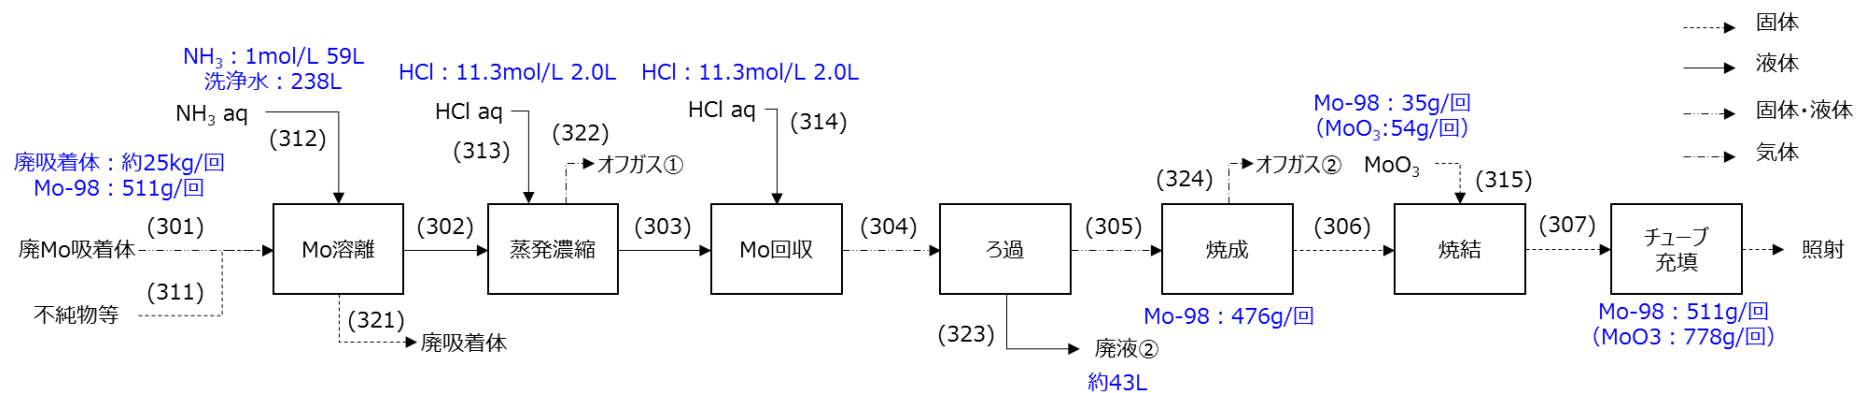 固体
液体
固体・液体
気体
NH3：1mol/L 59L
洗浄水：238L
NH3 aq
(312)
HCl：11.3mol/L 2.0L
HCl aq
(313)
(322)
オフガス①
HCl：11.3mol/L 2.0L
HCl aq
(314)
Mo-98：35g/回
（MoO3:54g/回）
MoO3
(315)
(324)
オフガス②
廃吸着体：約25kg/回
Mo-98：511g/回
(301)
廃Mo吸着体
(311)
不純物等
Mo溶離
(302)
蒸発濃縮
(303)
Mo回収
(304)
ろ過
(305)
焼成
(306)
焼結
(307)
チューブ
充填
照射
(321)
廃吸着体
(323)
廃液②
約43L
Mo-98：476g/回
Mo-98：511g/回
（MoO3：778g/回）